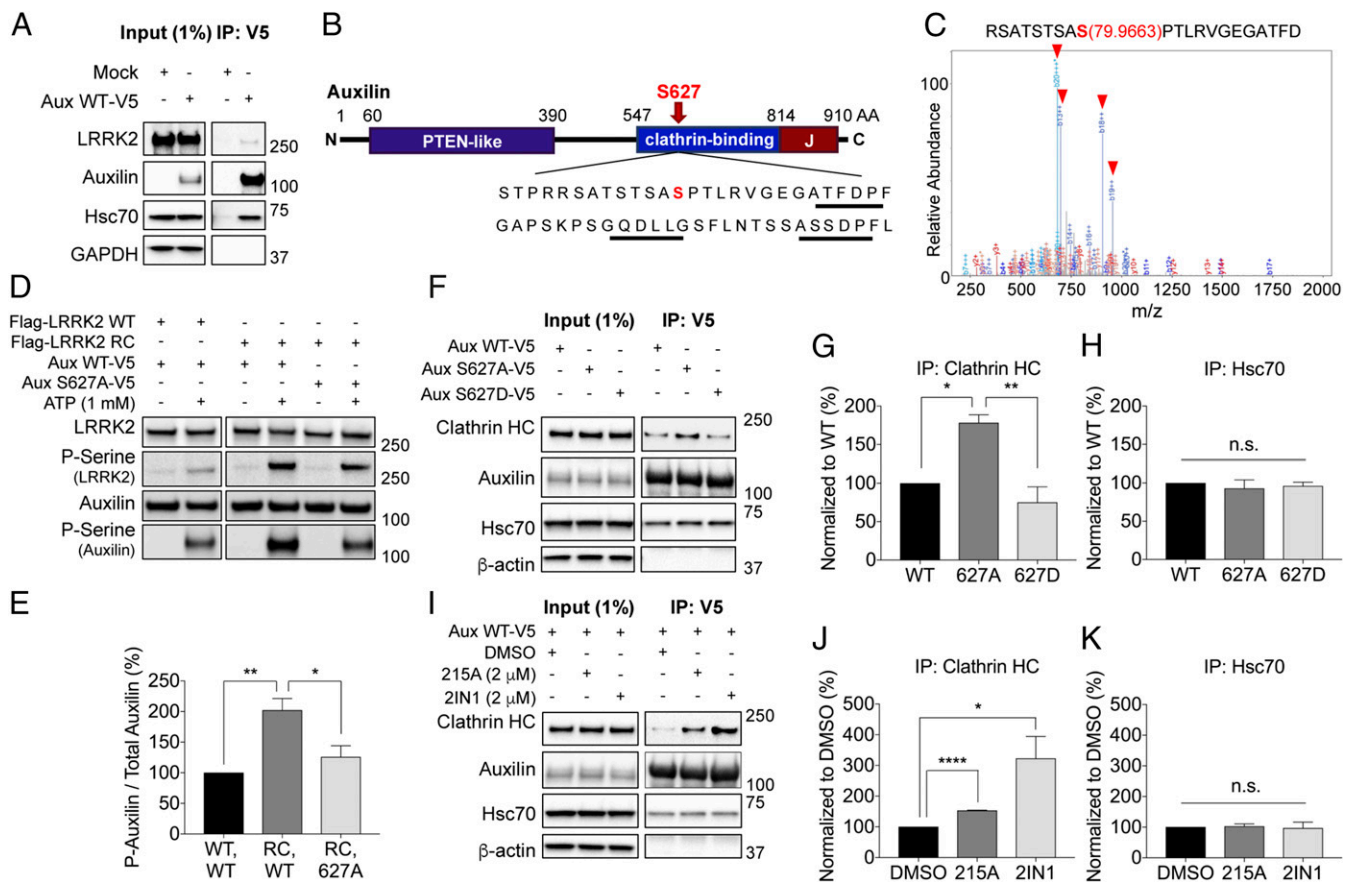 A
Input (1%) IP: V5
Mock + - + -
Aux WT-V5 - + - +
LRRK2 250
Auxilin 100
Hsc70 75
GAPDH 37
B
Auxilin
S627
1 60 390 547 814 910 AA
N PTEN-like clathrin-binding J C
S T P R R S A T S T S A S P T L R V G E G A T F D P F
G A P S K P S G Q D L L G S F L N T S S A S S D P F L
C
RSATSTSAS(79.9663)PTLRVGEGATFD
Relative Abundance
100
0
250 500 750 1000 1250 1500 1750 2000
m/z
D
Flag-LRRK2 WT + + - - - -
Flag-LRRK2 RC - - + + + +
Aux WT-V5 + + + + - -
Aux S627A-V5 - - - - + +
ATP (1 mM) - + - + - +
LRRK2 250
P-Serine
(LRRK2) 250
Auxilin 100
P-Serine
(Auxilin) 100
E
P-Auxilin / Total Auxilin (%)
250
200
150
100
50
0
** *
WT, WT
RC, WT
RC, 627A
F
Input (1%) IP: V5
Aux WT-V5 + - - + - -
Aux S627A-V5 - + - - + -
Aux S627D-V5 - - + - - +
Clathrin HC 250
Auxilin 100
Hsc70 75
β-actin 37
G
IP: Clathrin HC
Normalized to WT (%)
* **
200
150
100
50
0
WT 627A 627D
H
IP: Hsc70
Normalized to WT (%)
n.s.
200
150
100
50
0
WT 627A 627D
I
Input (1%) IP: V5
Aux WT-V5 + + + + + +
DMSO + - - + - -
215A (2 μM) - + - - + -
2IN1 (2 μM) - - + - - +
Clathrin HC 250
Auxilin 100
Hsc70 75
β-actin 37
J
IP: Clathrin HC
Normalized to DMSO (%)
*
****
500
400
300
200
100
0
DMSO 215A 2IN1
K
IP: Hsc70
Normalized to DMSO (%)
n.s.
500
400
300
200
100
0
DMSO 215A 2IN1